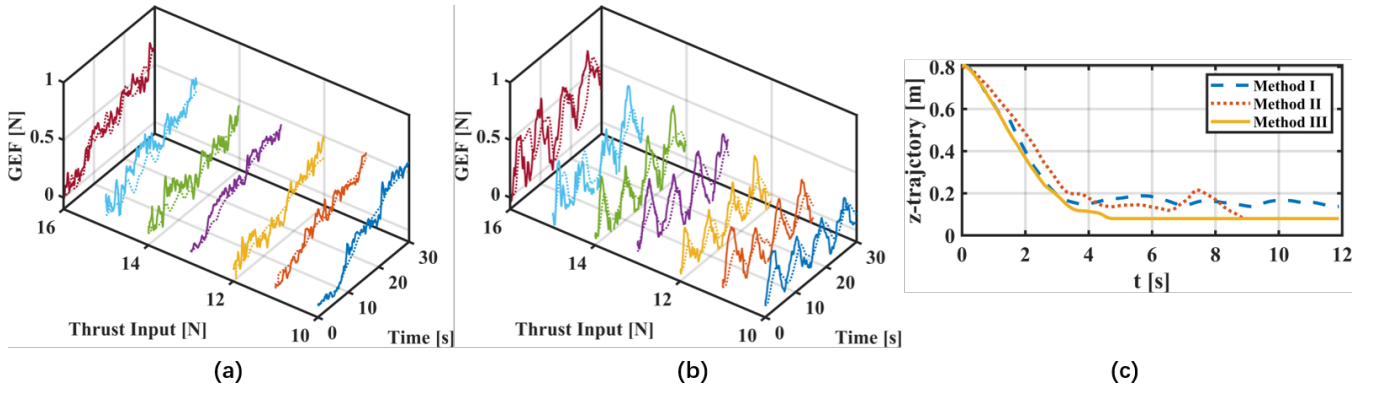 GEF [N]
1
0.5
0
16
14
12
10
Thrust Input [N]
0
10
20
30
Time [s]
(a)
GEF [N]
1
0.5
0
16
14
12
10
Thrust Input [N]
0
10
20
30
Time [s]
(b)
z-trajectory [m]
0.8
0.6
0.4
0.2
0
Method I
Method II
Method III
0 2 4 6 8 10 12
t [s]
(c)